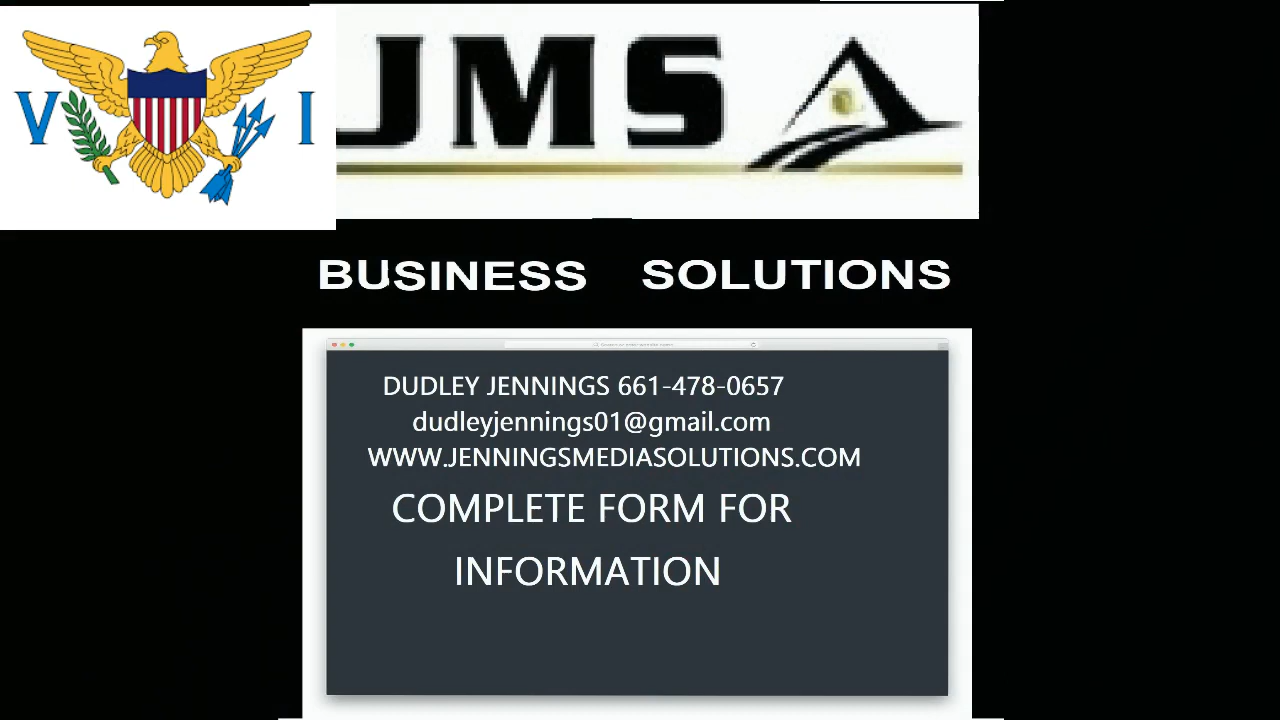 V I
JMS
BUSINESS SOLUTIONS
DUDLEY JENNINGS 661-478-0657
dudleyjennings01@gmail.com
WWW.JENNINGSMEDIASOLUTIONS.COM
COMPLETE FORM FOR
INFORMATION